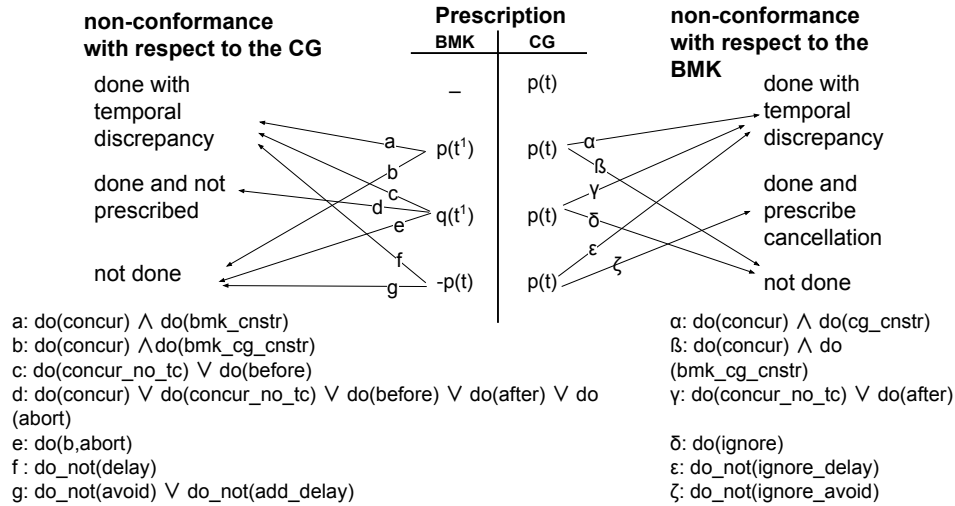 non-conformance
with respect to the CG
Prescription
BMK
CG
non-conformance
with respect to the
BMK
done with
temporal
discrepancy
done and not
prescribed
not done
–
p(t)
p(t¹)
p(t)
q(t¹)
p(t)
-p(t)
p(t)
a
b
c
d
e
f
g
α
ß
γ
δ
ε
ζ
done with
temporal
discrepancy
done and
prescribe
cancellation
not done
a: do(concur) ∧ do(bmk_cnstr)
b: do(concur) ∧do(bmk_cg_cnstr)
c: do(concur_no_tc) ∨ do(before)
d: do(concur) ∨ do(concur_no_tc) ∨ do(before) ∨ do(after) ∨ do
(abort)
e: do(b,abort)
f : do_not(delay)
g: do_not(avoid) ∨ do_not(add_delay)
α: do(concur) ∧ do(cg_cnstr)
ß: do(concur) ∧ do
(bmk_cg_cnstr)
γ: do(concur_no_tc) ∨ do(after)
δ: do(ignore)
ε: do_not(ignore_delay)
ζ: do_not(ignore_avoid)